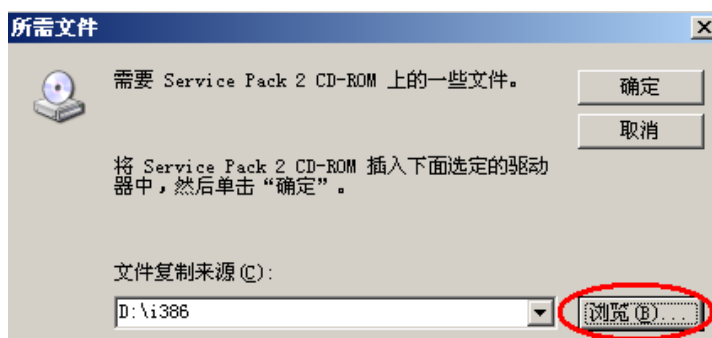 所需文件
需要 Service Pack 2 CD-ROM 上的一些文件。
确定
取消
将 Service Pack 2 CD-ROM 插入下面选定的驱动
器中，然后单击“确定”。
文件复制来源(C):
D:\i386
浏览(B)...